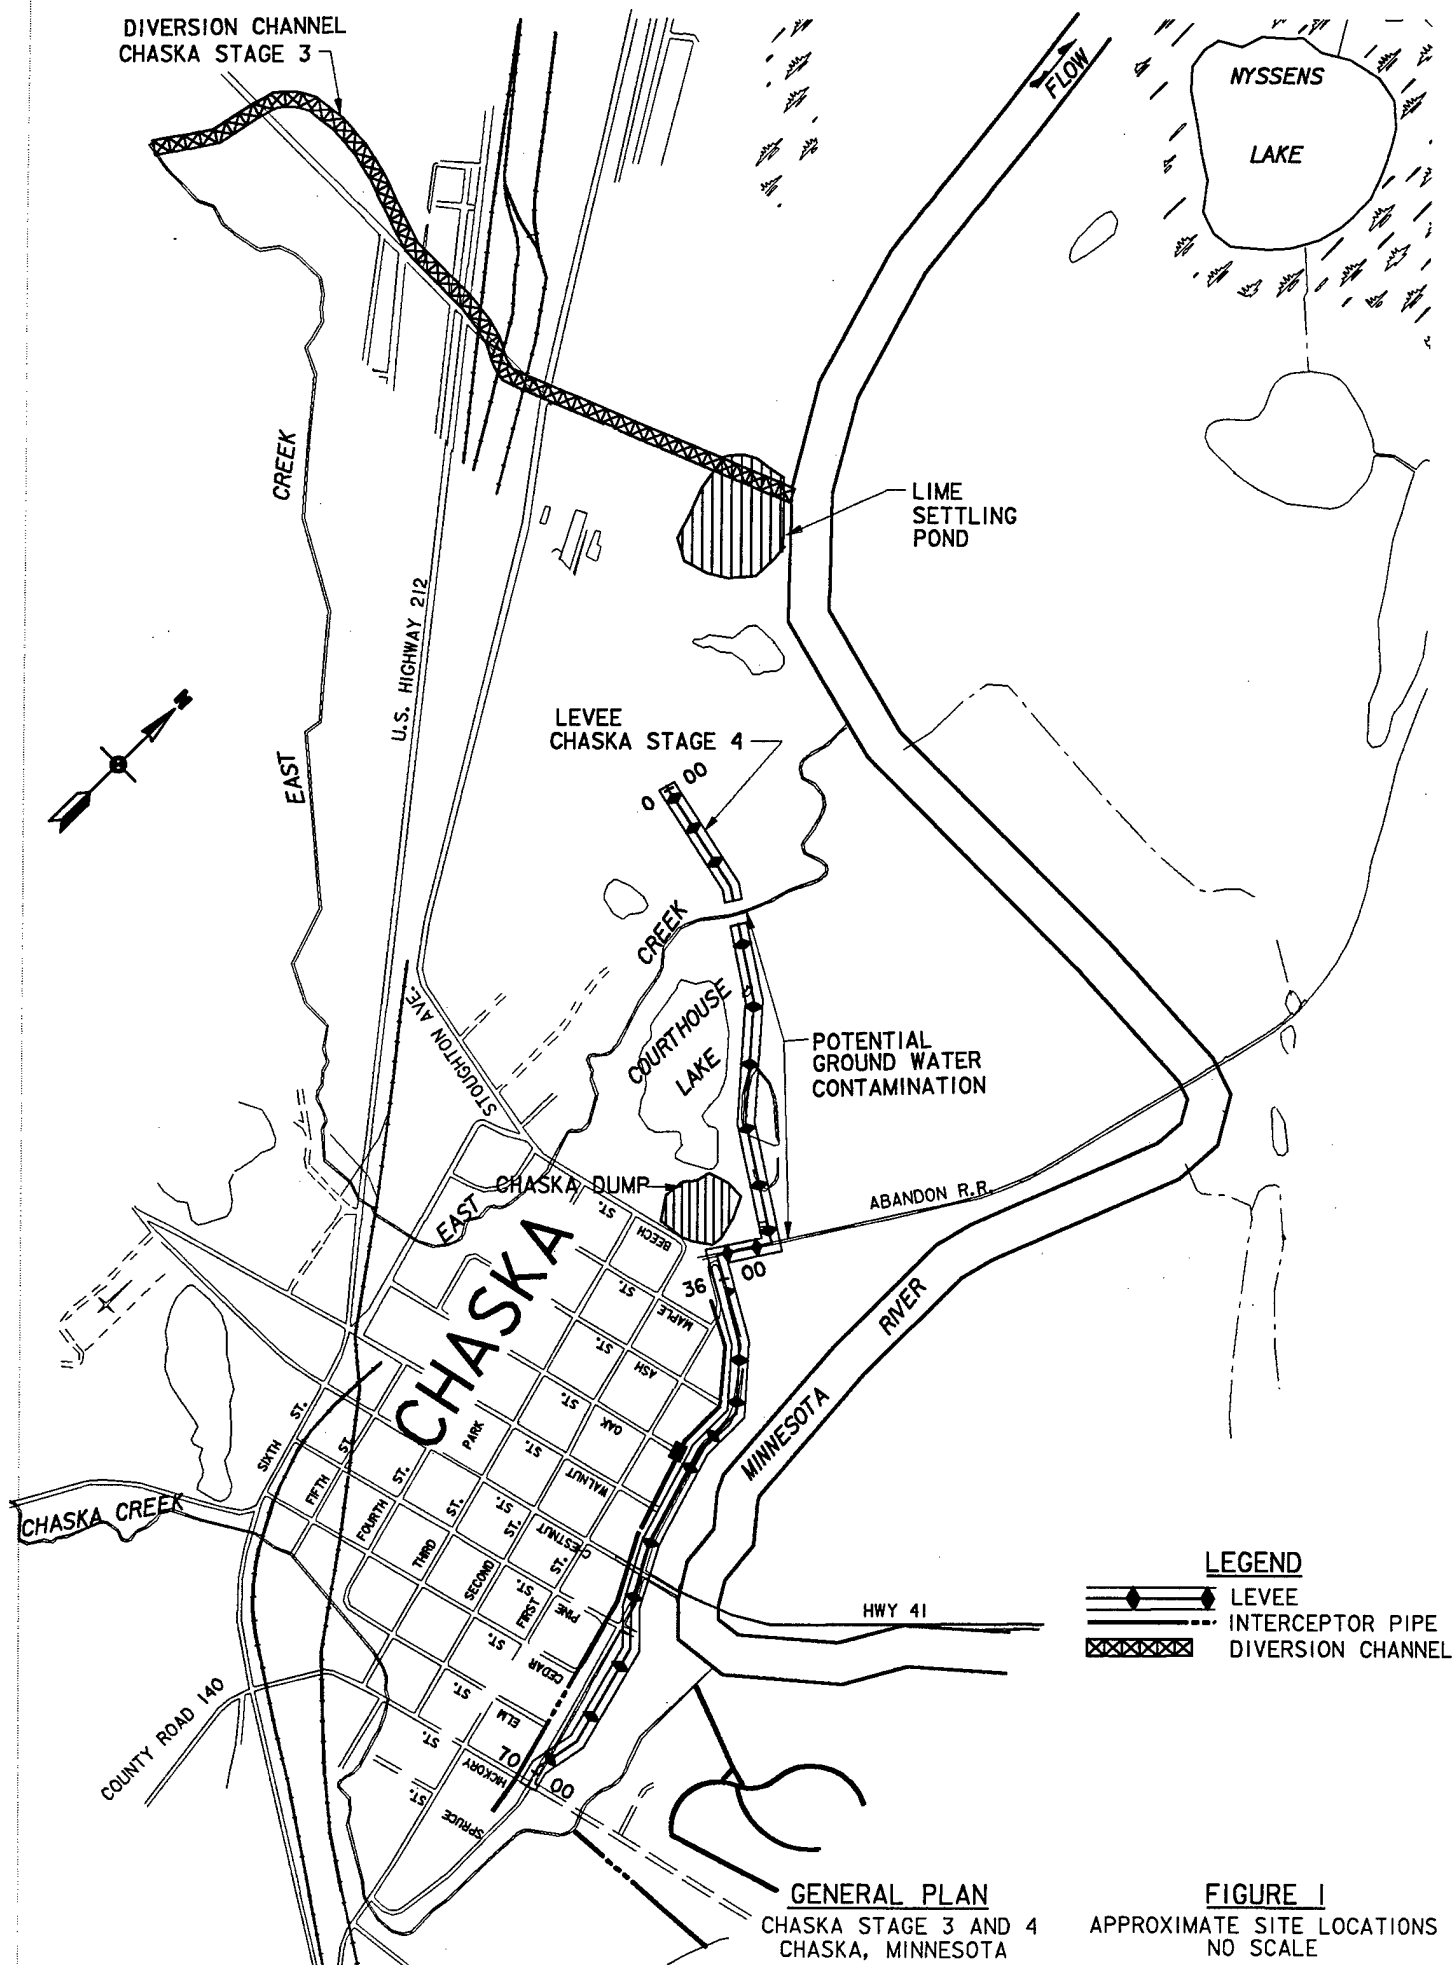 DIVERSION CHANNEL
CHASKA STAGE 3
FLOW
NYSSENS
LAKE
CREEK
LIME
SETTLING
POND
U.S. HIGHWAY 212
N
LEVEE
CHASKA STAGE 4
EAST
0 00
CREEK
STOUGHTON AVE.
COURTHOUSE
LAKE
POTENTIAL
GROUND WATER
CONTAMINATION
CHASKA DUMP
EAST
ABANDON R.R.
CHASKA
ST.
BEECH
36 00
ST.
MAPLE
RIVER
ST.
ASH
MINNESOTA
ST.
OAK
PARK
ST.
WALNUT
SIXTH ST.
FIFTH ST.
FOURTH ST.
THIRD ST.
SECOND ST.
FIRST ST.
ST.
CHESTNUT
CHASKA CREEK
ST.
PINE
HWY 41
ST.
CEDAR
ST.
ELM
ST.
HICKORY
70 00
ST.
SPRUCE
COUNTY ROAD 140
LEGEND
LEVEE
INTERCEPTOR PIPE
DIVERSION CHANNEL
GENERAL PLAN
CHASKA STAGE 3 AND 4
CHASKA, MINNESOTA
FIGURE 1
APPROXIMATE SITE LOCATIONS
NO SCALE